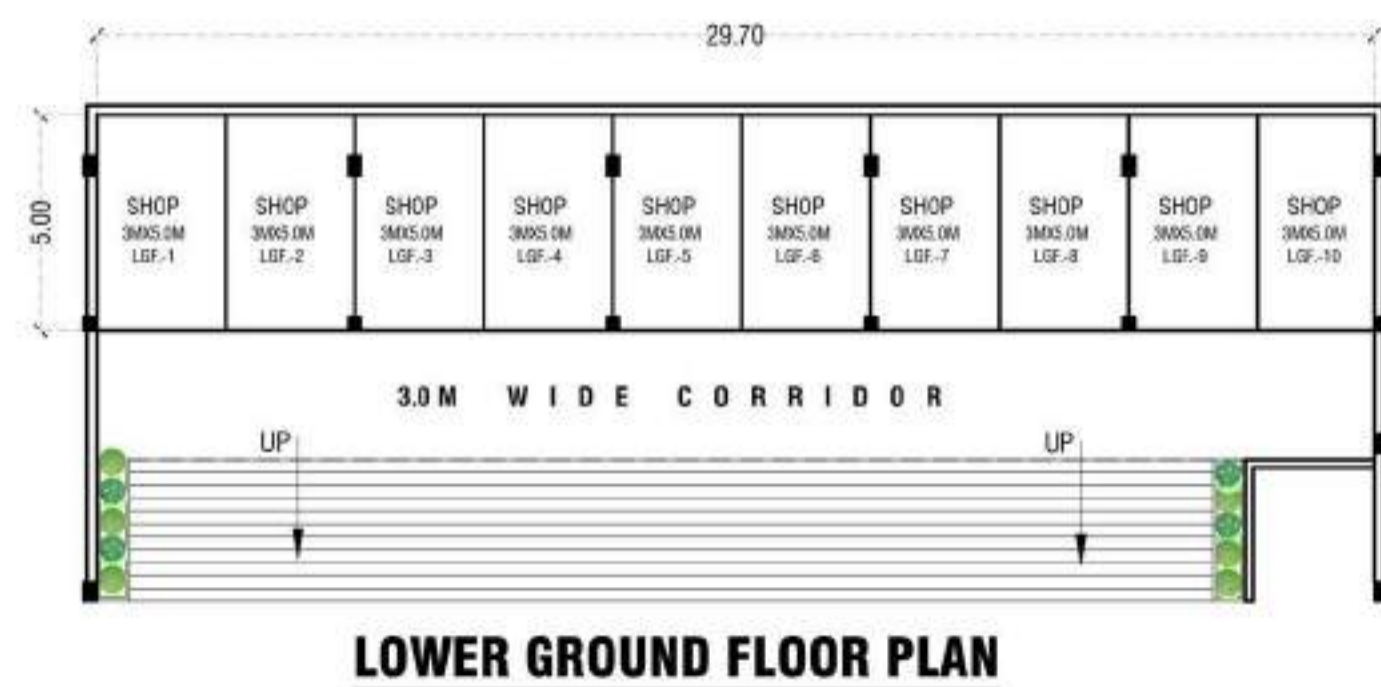 29.70
5.00
SHOP
3MX5.0M
LGF.-1
SHOP
3MX5.0M
LGF.-2
SHOP
3MX5.0M
LGF.-3
SHOP
3MX5.0M
LGF.-4
SHOP
3MX5.0M
LGF.-5
SHOP
3MX5.0M
LGF.-6
SHOP
3MX5.0M
LGF.-7
SHOP
3MX5.0M
LGF.-8
SHOP
3MX5.0M
LGF.-9
SHOP
3MX5.0M
LGF.-10
3.0 M WIDE CORRIDOR
UP
UP
LOWER GROUND FLOOR PLAN